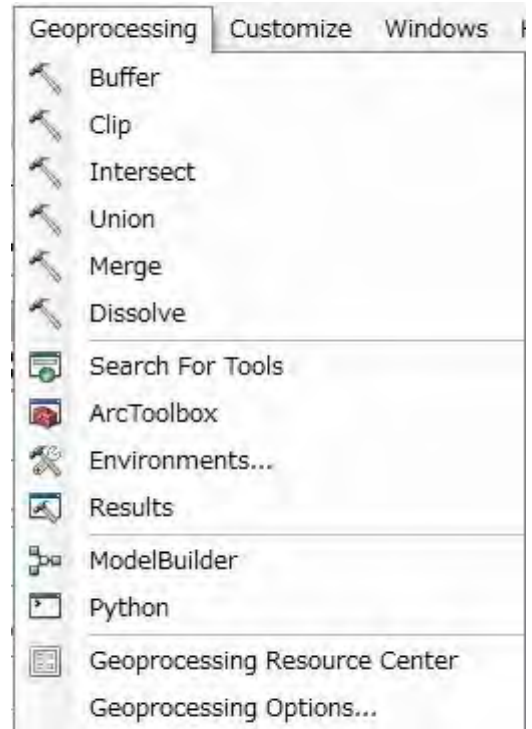 Geoprocessing Customize Windows
Buffer
Clip
Intersect
Union
Merge
Dissolve
Search For Tools
ArcToolbox
Environments...
Results
ModelBuilder
Python
Geoprocessing Resource Center
Geoprocessing Options...